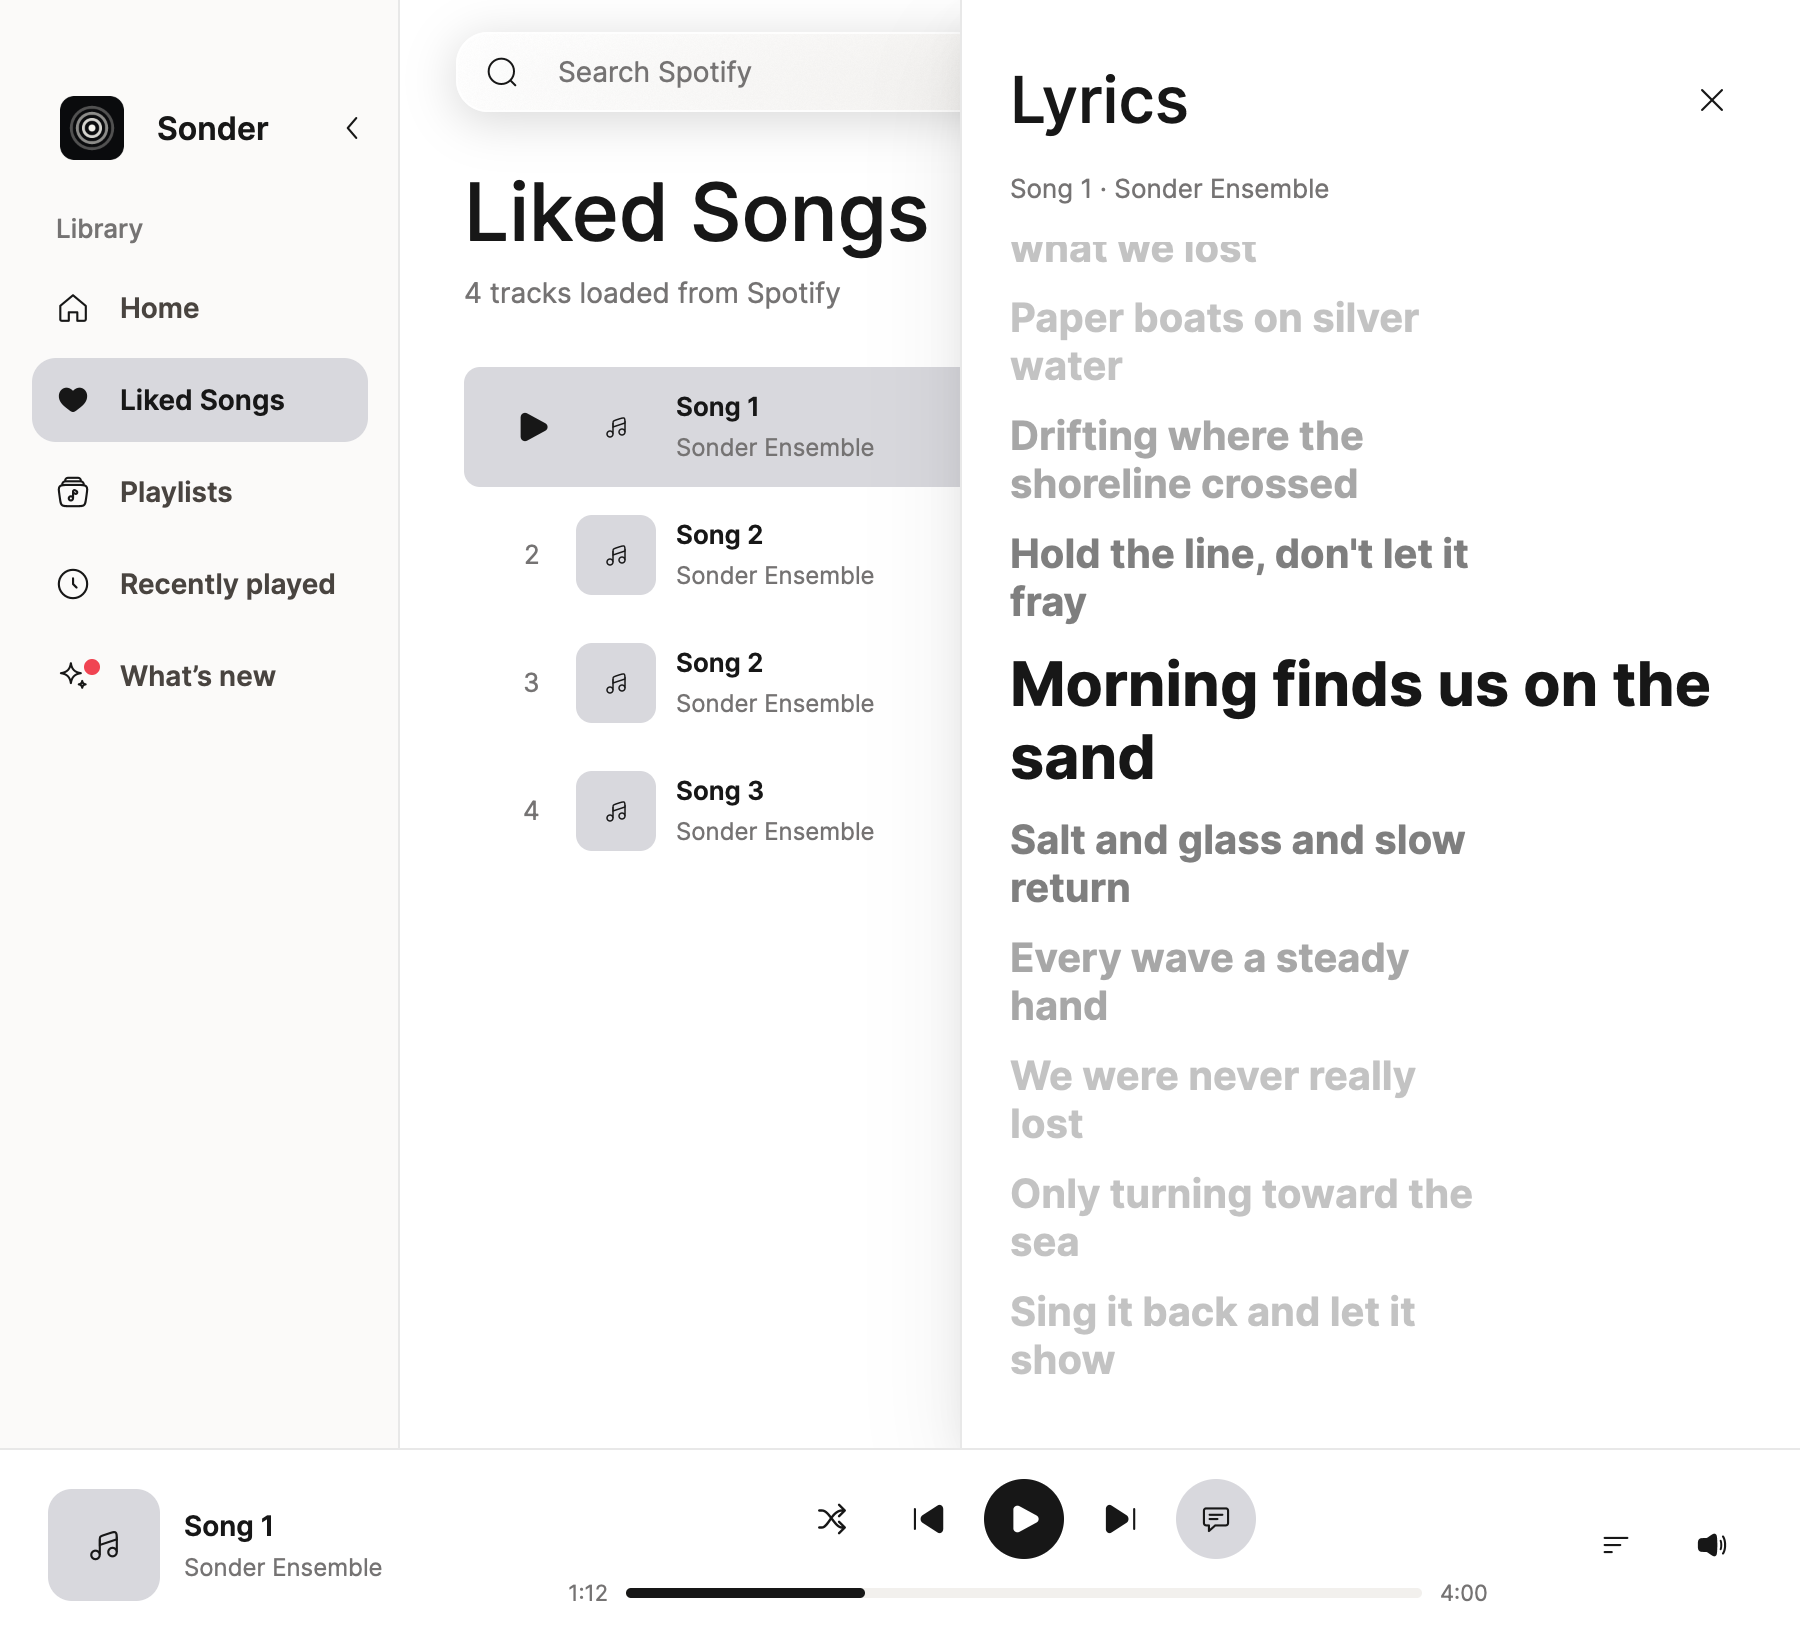 Sonder
Library
Home
Liked Songs
Playlists
Recently played
What’s new
Search Spotify
Liked Songs
4 tracks loaded from Spotify
Song 1
Sonder Ensemble
2
Song 2
Sonder Ensemble
3
Song 2
Sonder Ensemble
4
Song 3
Sonder Ensemble
Lyrics
Song 1 · Sonder Ensemble
what we lost
Paper boats on silver
water
Drifting where the
shoreline crossed
Hold the line, don't let it
fray
Morning finds us on the
sand
Salt and glass and slow
return
Every wave a steady
hand
We were never really
lost
Only turning toward the
sea
Sing it back and let it
show
Song 1
Sonder Ensemble
1:12
4:00